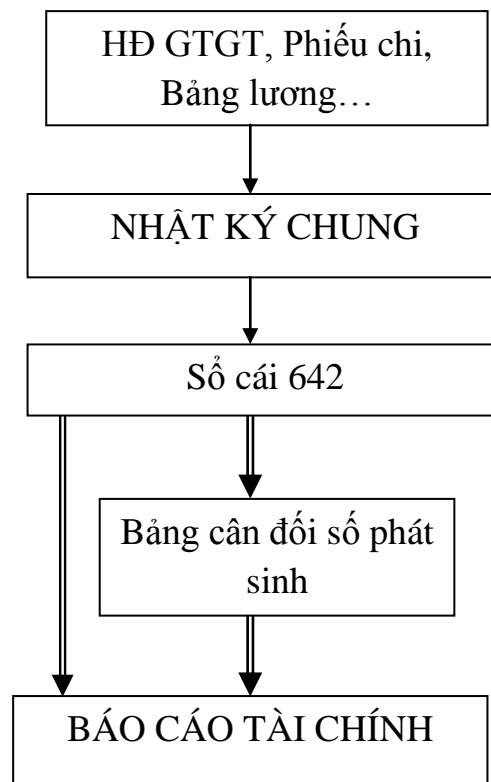 HĐ GTGT, Phiếu chi,
Bảng lương…
NHẬT KÝ CHUNG
Sổ cái 642
Bảng cân đối số phát
sinh
BÁO CÁO TÀI CHÍNH